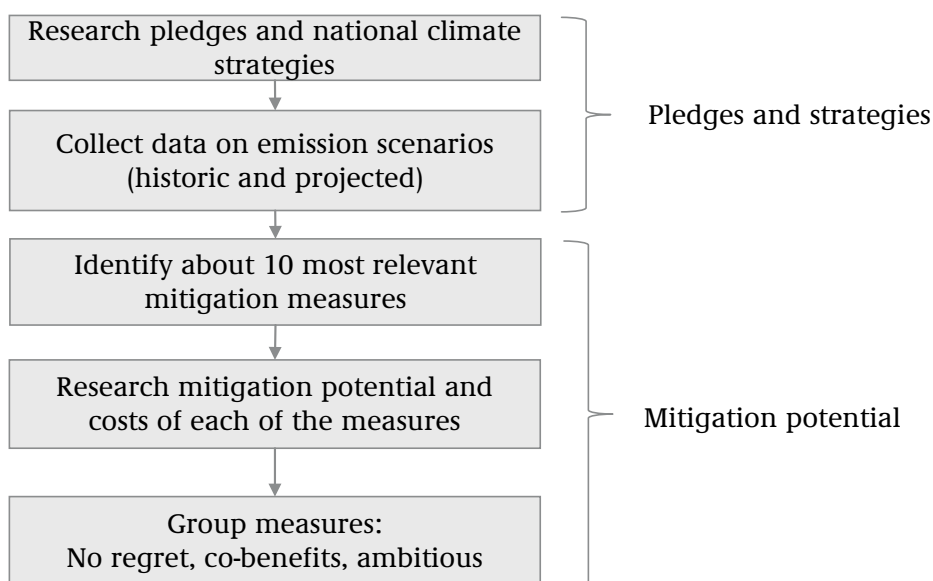 Research pledges and national climate
strategies
Collect data on emission scenarios
(historic and projected)
Pledges and strategies
Identify about 10 most relevant
mitigation measures
Research mitigation potential and
costs of each of the measures
Group measures:
No regret, co-benefits, ambitious
Mitigation potential